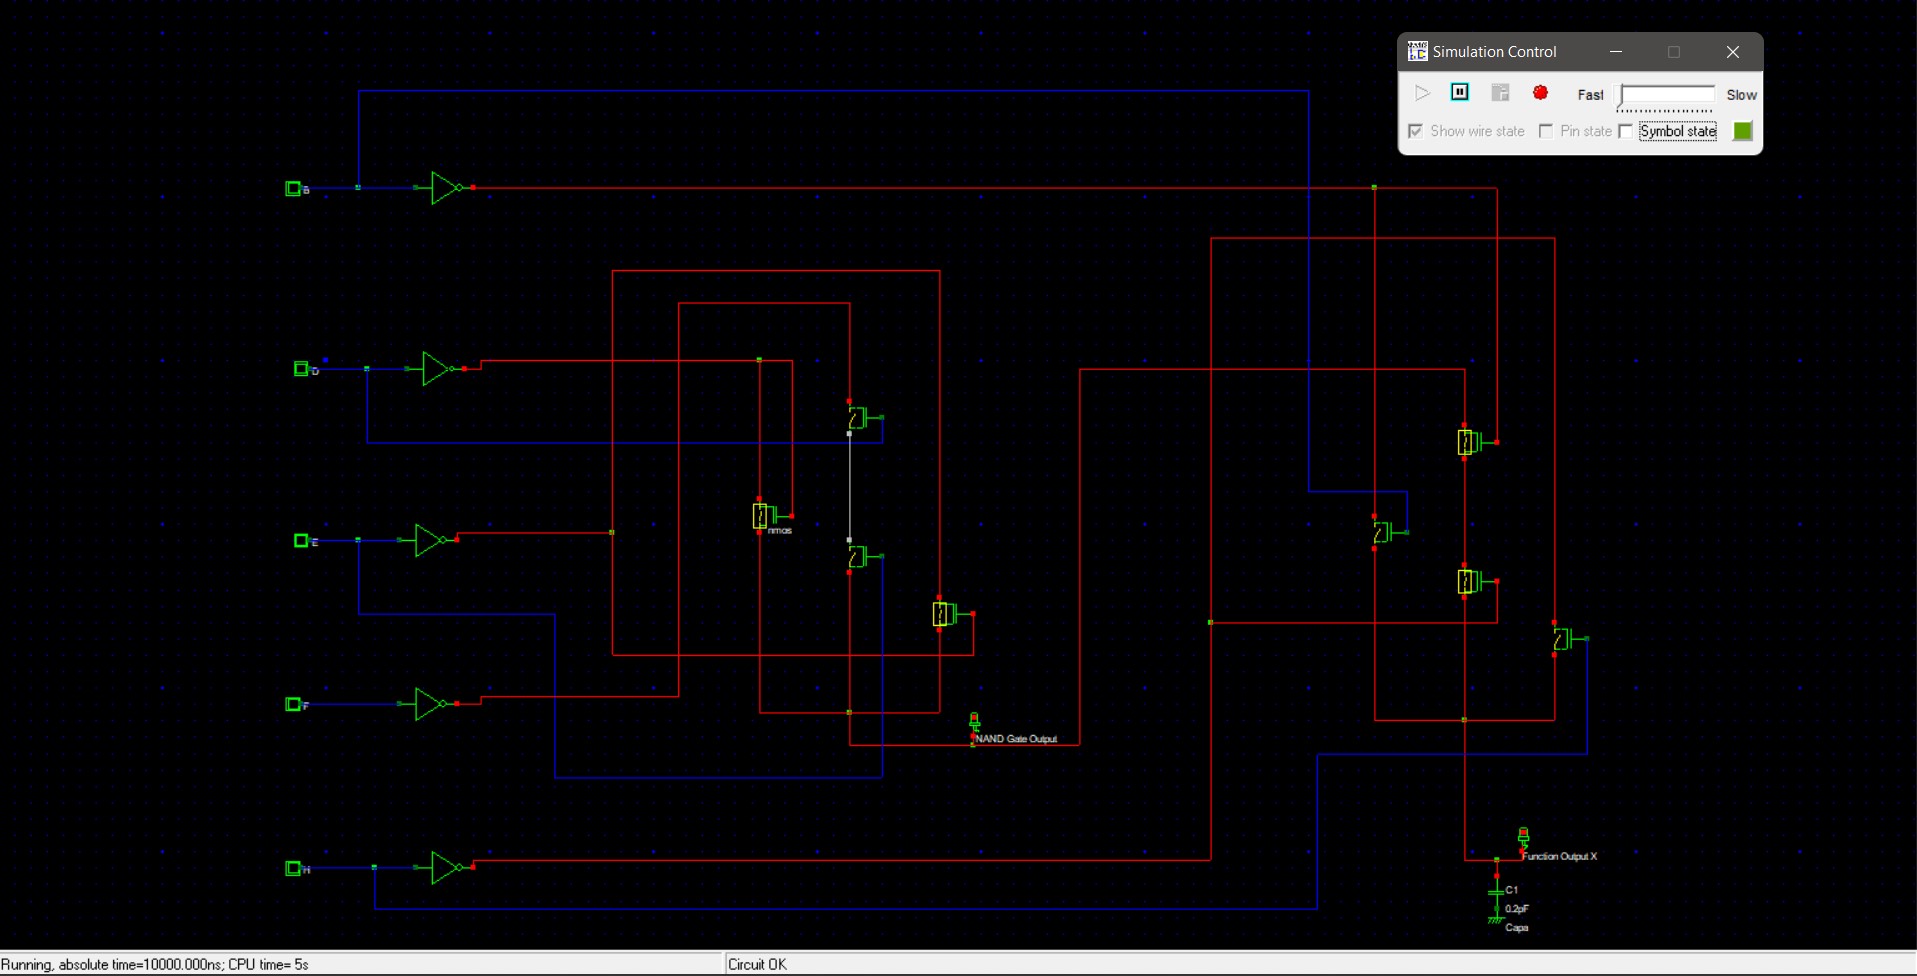 Simulation Control
Fast
Slow
Show wire state
Pin state
Symbol state
B
D
nmos
E
F
NAND Gate Output
H
Function Output X
C1
0.2pF
Capa
Running, absolute time=10000.000ns; CPU time= 5s
Circuit OK